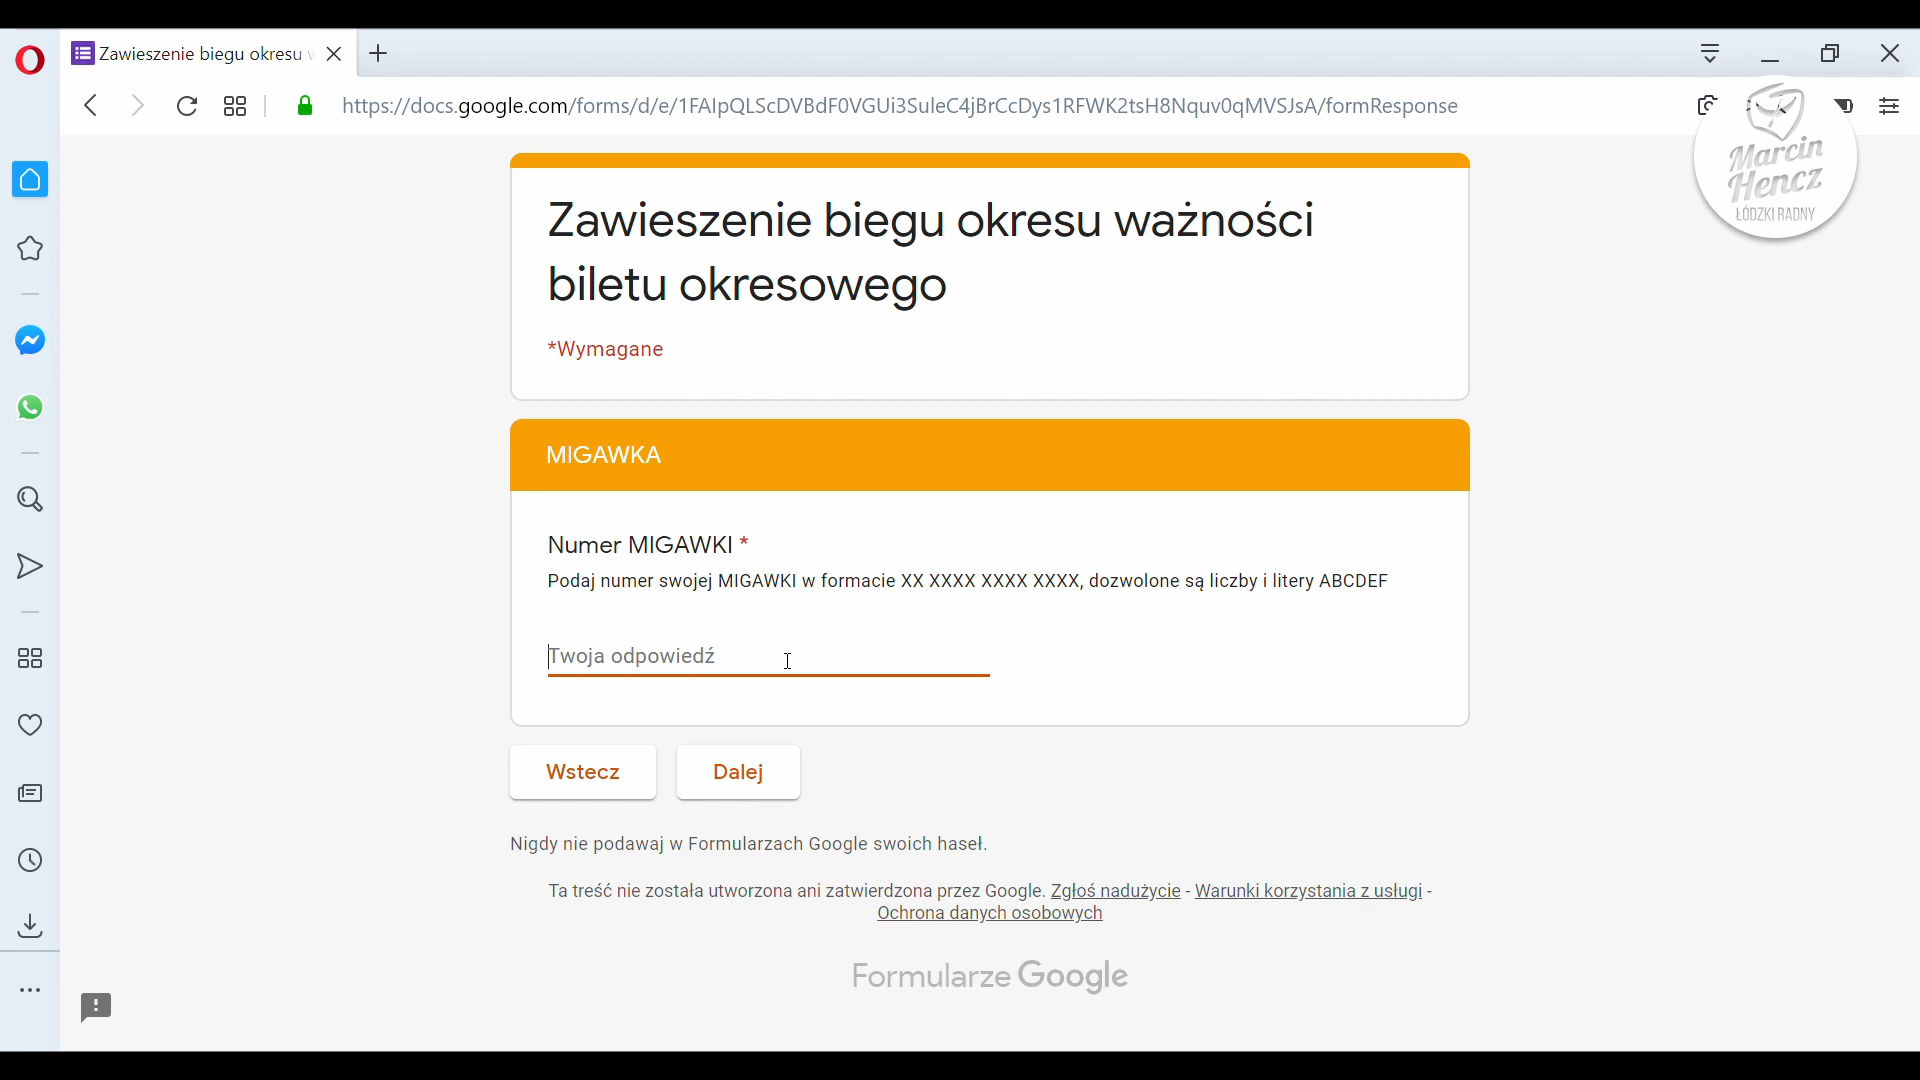 Zawieszenie biegu okresu
https://docs.google.com/forms/d/e/1FAIpQLScDVBdF0VGUi3SuleC4jBrCcDys1RFWK2tsH8Nquv0qMVSJsA/formResponse
Marcin
Hencz
ŁÓDZKI RADNY
Zawieszenie biegu okresu ważności
biletu okresowego
*Wymagane
MIGAWKA
Numer MIGAWKI *
Podaj numer swojej MIGAWKI w formacie XX XXXX XXXX XXXX, dozwolone są liczby i litery ABCDEF
Twoja odpowiedź
Wstecz Dalej
Nigdy nie podawaj w Formularzach Google swoich haseł.
Ta treść nie została utworzona ani zatwierdzona przez Google. Zgłoś nadużycie - Warunki korzystania z usługi -
Ochrona danych osobowych
Formularze Google